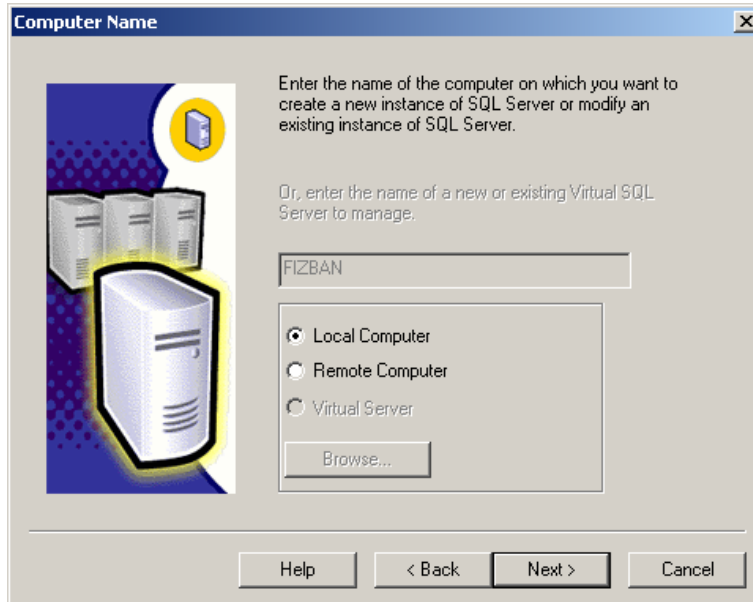 Computer Name
Enter the name of the computer on which you want to
create a new instance of SQL Server or modify an
existing instance of SQL Server.
Or, enter the name of a new or existing Virtual SQL
Server to manage.
FIZBAN
Local Computer
Remote Computer
Virtual Server
Browse...
Help
< Back
Next >
Cancel